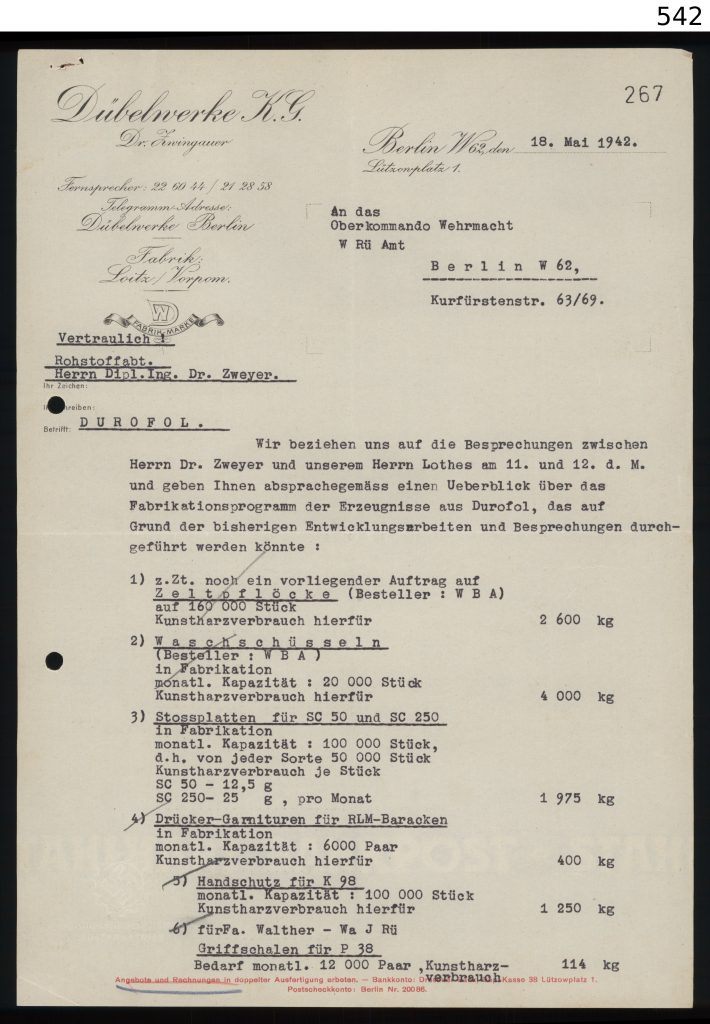 542
267
Dübelwerke K.G.
Dr. Zwingauer
Berlin W62, den 18. Mai 1942.
Lützowplatz 1.
Fernsprecher: 22 60 44 / 21 28 58
Telegramm-Adresse:
Dübelwerke Berlin
Fabrik:
Loitz / Vorpom.
FABRIK-MARKE
An das
Oberkommando Wehrmacht
W Rü Amt
Berlin W 62,
Kurfürstenstr. 63/69.
Vertraulich !
Rohstoffabt.
Herrn Dipl.Ing. Dr. Zweyer.
Ihr Zeichen:
Betrifft: DUROFOL.
Wir beziehen uns auf die Besprechungen zwischen
Herrn Dr. Zweyer und unserem Herrn Lothes am 11. und 12. d. M.
und geben Ihnen absprachegemäss einen Ueberblick über das
Fabrikationsprogramm der Erzeugnisse aus Durofol, das auf
Grund der bisherigen Entwicklungsarbeiten und Besprechungen durch-
geführt werden könnte :
1) z.Zt. noch ein vorliegender Auftrag auf
Zeltpflöcke (Besteller : W B A)
auf 160 000 Stück
Kunstharzverbrauch hierfür 2 600 kg
2) Waschschüsseln
(Besteller : W B A )
in Fabrikation
monatl. Kapazität : 20 000 Stück
Kunstharzverbrauch hierfür 4 000 kg
3) Stossplatten für SC 50 und SC 250
in Fabrikation
monatl. Kapazität : 100 000 Stück,
d.h. von jeder Sorte 50 000 Stück
Kunstharzverbrauch je Stück
SC 50 - 12,5 g
SC 250- 25 g , pro Monat 1 975 kg
4) Drücker-Garnituren für RLM-Baracken
in Fabrikation
monatl. Kapazität : 6000 Paar
Kunstharzverbrauch hierfür 400 kg
5) Handschutz für K 98
monatl. Kapazität : 100 000 Stück
Kunstharzverbrauch hierfür 1 250 kg
6) fürFa. Walther - Wa J Rü
Griffschalen für P 38
Bedarf monatl. 12 000 Paar ,Kunstharz- 114 kg
verbrauch
Angebote und Rechnungen in doppelter Ausfertigung erbeten. — Bankkonto: Kasse 38 Lützowplatz 1.
Postscheckkonto: Berlin Nr. 20086.